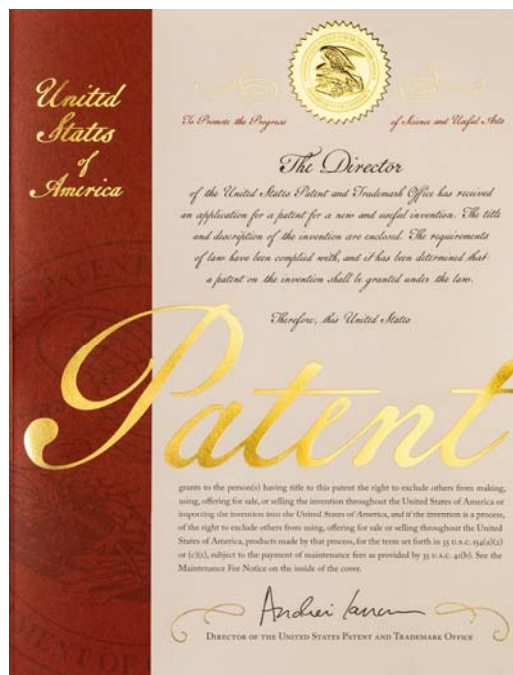 United
States
of
America
To Promote the Progress
of Science and Useful Arts
The Director
of the United States Patent and Trademark Office has received
an application for a patent for a new and useful invention. The title
and description of the invention are enclosed. The requirements
of law have been complied with, and it has been determined that
a patent on the invention shall be granted under the law.
Therefore, this United States
Patent
grants to the person(s) having title to this patent the right to exclude others from making,
using, offering for sale, or selling the invention throughout the United States of America or
importing the invention into the United States of America, and if the invention is a process,
of the right to exclude others from using, offering for sale or selling throughout the United
States of America, products made by that process, for the term set forth in 35 U.S.C. 154(a)(2)
or (c)(1), subject to the payment of maintenance fees as provided by 35 U.S.C. 41(b). See the
Maintenance Fee Notice on the inside of the cover.
Andrei
DIRECTOR OF THE UNITED STATES PATENT AND TRADEMARK OFFICE